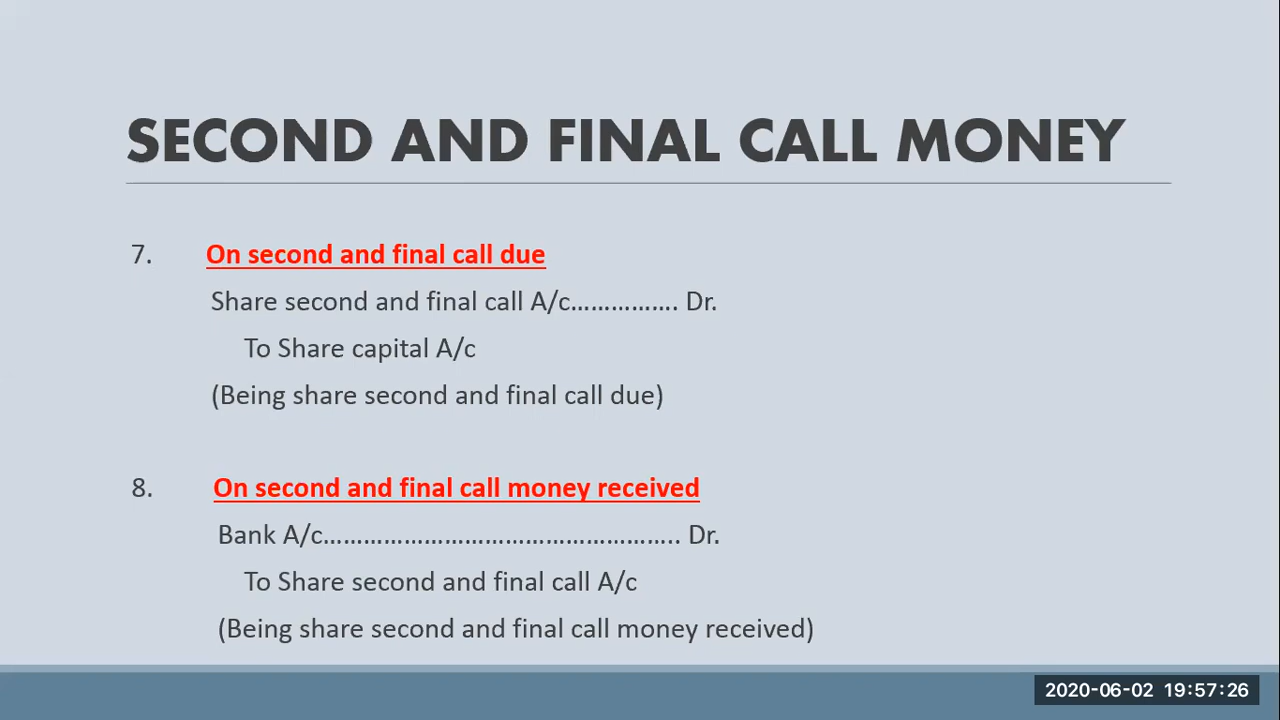 SECOND AND FINAL CALL MONEY
7. On second and final call due
Share second and final call A/c……………. Dr.
To Share capital A/c
(Being share second and final call due)
8. On second and final call money received
Bank A/c…………………………………………….. Dr.
To Share second and final call A/c
(Being share second and final call money received)
2020-06-02 19:57:26